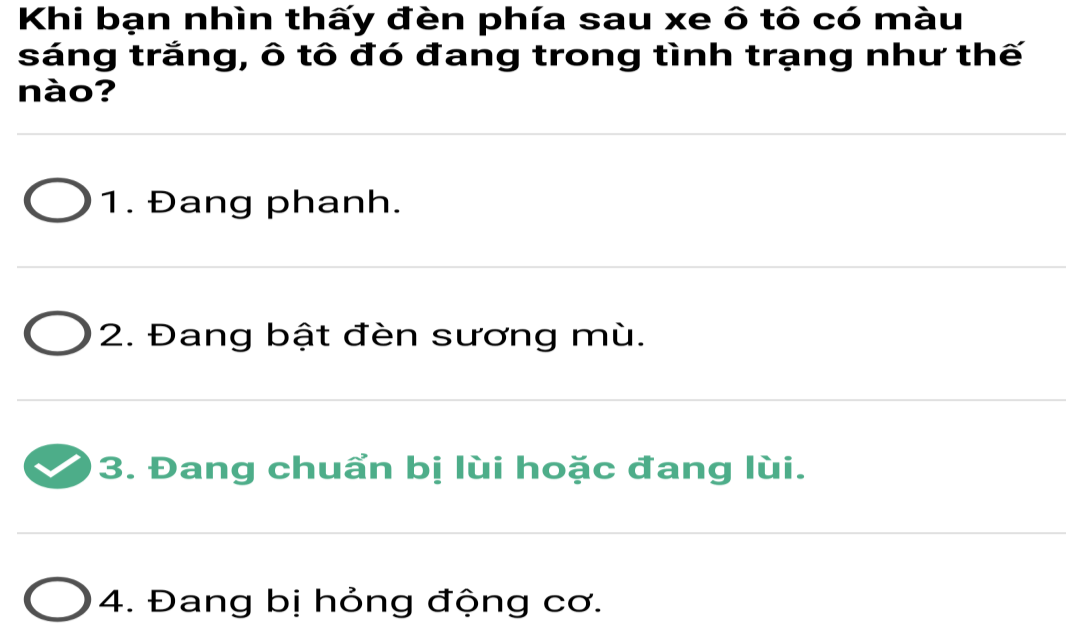 Khi bạn nhìn thấy đèn phía sau xe ô tô có màu
sáng trắng, ô tô đó đang trong tình trạng như thế
nào?
1. Đang phanh.
2. Đang bật đèn sương mù.
3. Đang chuẩn bị lùi hoặc đang lùi.
4. Đang bị hỏng động cơ.